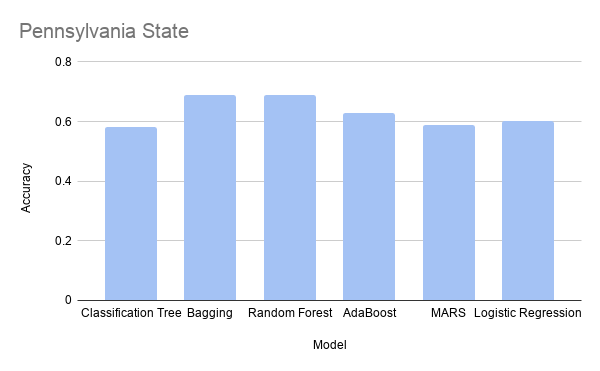 Pennsylvania State
0.8
0.6
0.4
0.2
0
Accuracy
Classification Tree Bagging Random Forest AdaBoost MARS Logistic Regression
Model